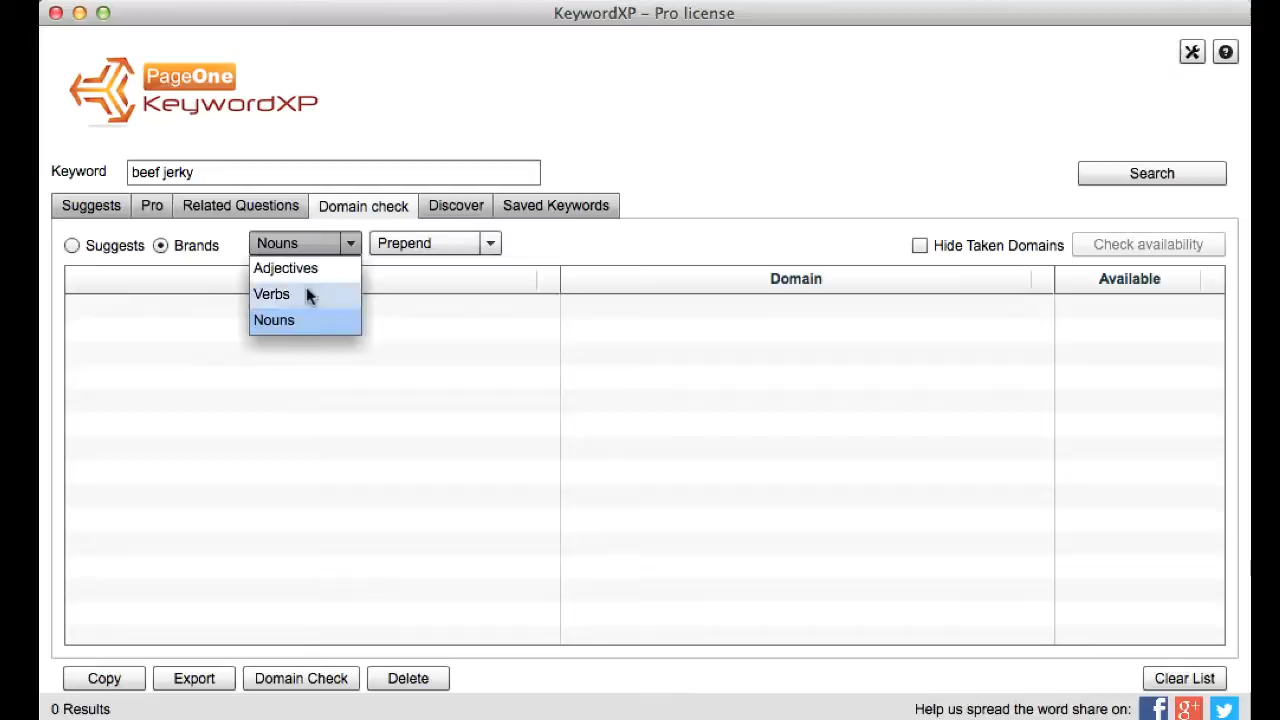 KeywordXP – Pro license
PageOne
KeywordXP
Keyword beef jerky Search
Suggests Pro Related Questions Domain check Discover Saved Keywords
Suggests Brands Nouns Prepend Hide Taken Domains Check availability
Adjectives
Verbs
Nouns
Domain Available
Copy Export Domain Check Delete Clear List
0 Results Help us spread the word share on: f g+